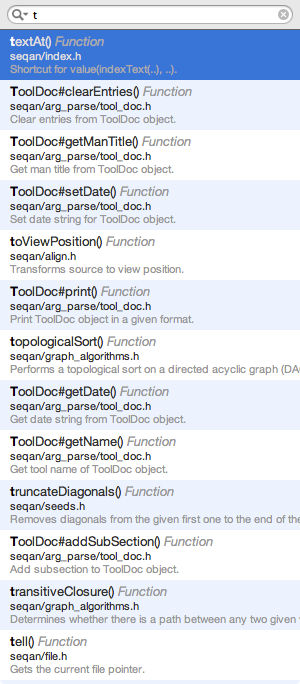 t
textAt() Function
seqan/index.h
Shortcut for value(indexText(..), ..).
ToolDoc#clearEntries() Function
seqan/arg_parse/tool_doc.h
Clear entries from ToolDoc object.
ToolDoc#getManTitle() Function
seqan/arg_parse/tool_doc.h
Get man title from ToolDoc object.
ToolDoc#setDate() Function
seqan/arg_parse/tool_doc.h
Set date string for ToolDoc object.
toViewPosition() Function
seqan/align.h
Transforms source to view position.
ToolDoc#print() Function
seqan/arg_parse/tool_doc.h
Print ToolDoc object in a given format.
topologicalSort() Function
seqan/graph_algorithms.h
Performs a topological sort on a directed acyclic graph (DAG
ToolDoc#getDate() Function
seqan/arg_parse/tool_doc.h
Get date string from ToolDoc object.
ToolDoc#getName() Function
seqan/arg_parse/tool_doc.h
Get tool name of ToolDoc object.
truncateDiagonals() Function
seqan/seeds.h
Removes diagonals from the given first one to the end of the
ToolDoc#addSubSection() Function
seqan/arg_parse/tool_doc.h
Add subsection to ToolDoc object.
transitiveClosure() Function
seqan/graph_algorithms.h
Determines whether there is a path between any two given
tell() Function
seqan/file.h
Gets the current file pointer.